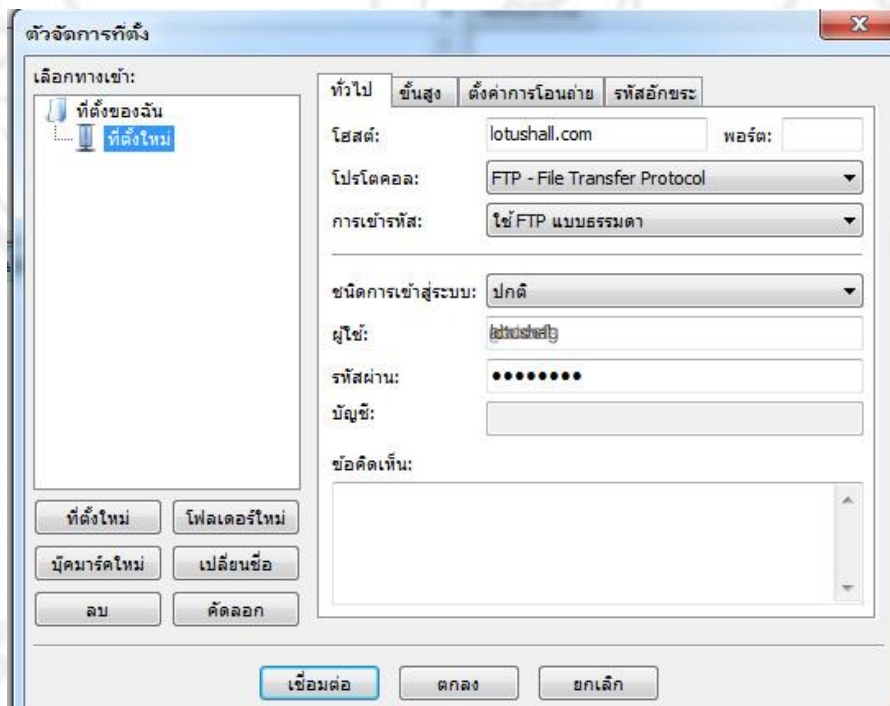 ตัวจัดการที่ตั้ง
X
เลือกทางเข้า:
ที่ตั้งของฉัน
ที่ตั้งใหม่
ทั่วไป ขั้นสูง ตั้งค่าการโอนถ่าย รหัสอักขระ
โฮสต์: lotushall.com พอร์ต:
โปรโตคอล: FTP - File Transfer Protocol
การเข้ารหัส: ใช้ FTP แบบธรรมดา
ชนิดการเข้าสู่ระบบ: ปกติ
ผู้ใช้:
รหัสผ่าน: ●●●●●●●●
บัญชี:
ข้อคิดเห็น:
ที่ตั้งใหม่ โฟลเดอร์ใหม่
บุ๊คมาร์คใหม่ เปลี่ยนชื่อ
ลบ คัดลอก
เชื่อมต่อ ตกลง ยกเลิก